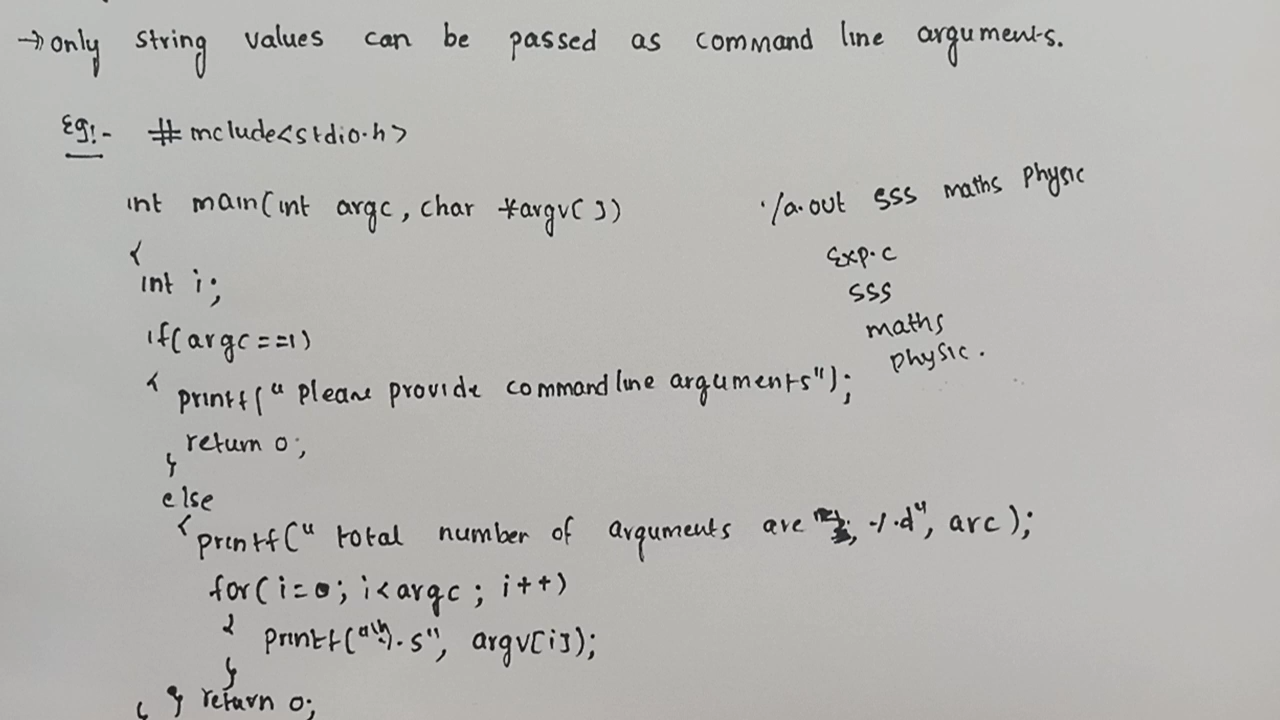 → only string values can be passed as command line arguments.
Eg:- #include<stdio.h>
int main(int argc, char *argv[])
{
int i;
if(argc==1)
{ printf("Please provide command line arguments");
return 0;
}
else
{ printf("total number of arguments are %d", arc);
for(i=0; i<argc; i++)
{ printf("\n%s", argv[i]);
}
} return 0;
./a.out sss maths physic
Exp.c
sss
maths
physic.